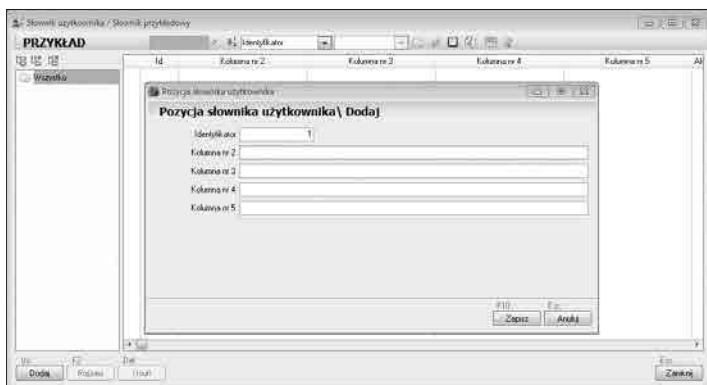 Słownik użytkownika / Słownik przykładowy
PRZYKŁAD
Identyfikator
Id Kolumna nr 2 Kolumna nr 3 Kolumna nr 4 Kolumna nr 5
Wszystko
Pozycja słownika użytkownika
Pozycja słownika użytkownika\ Dodaj
Identyfikator 1
Kolumna nr 2
Kolumna nr 3
Kolumna nr 4
Kolumna nr 5
F10 Esc
Zapisz Anuluj
Ins F2 Del Esc
Dodaj Popraw Usuń Zamknij